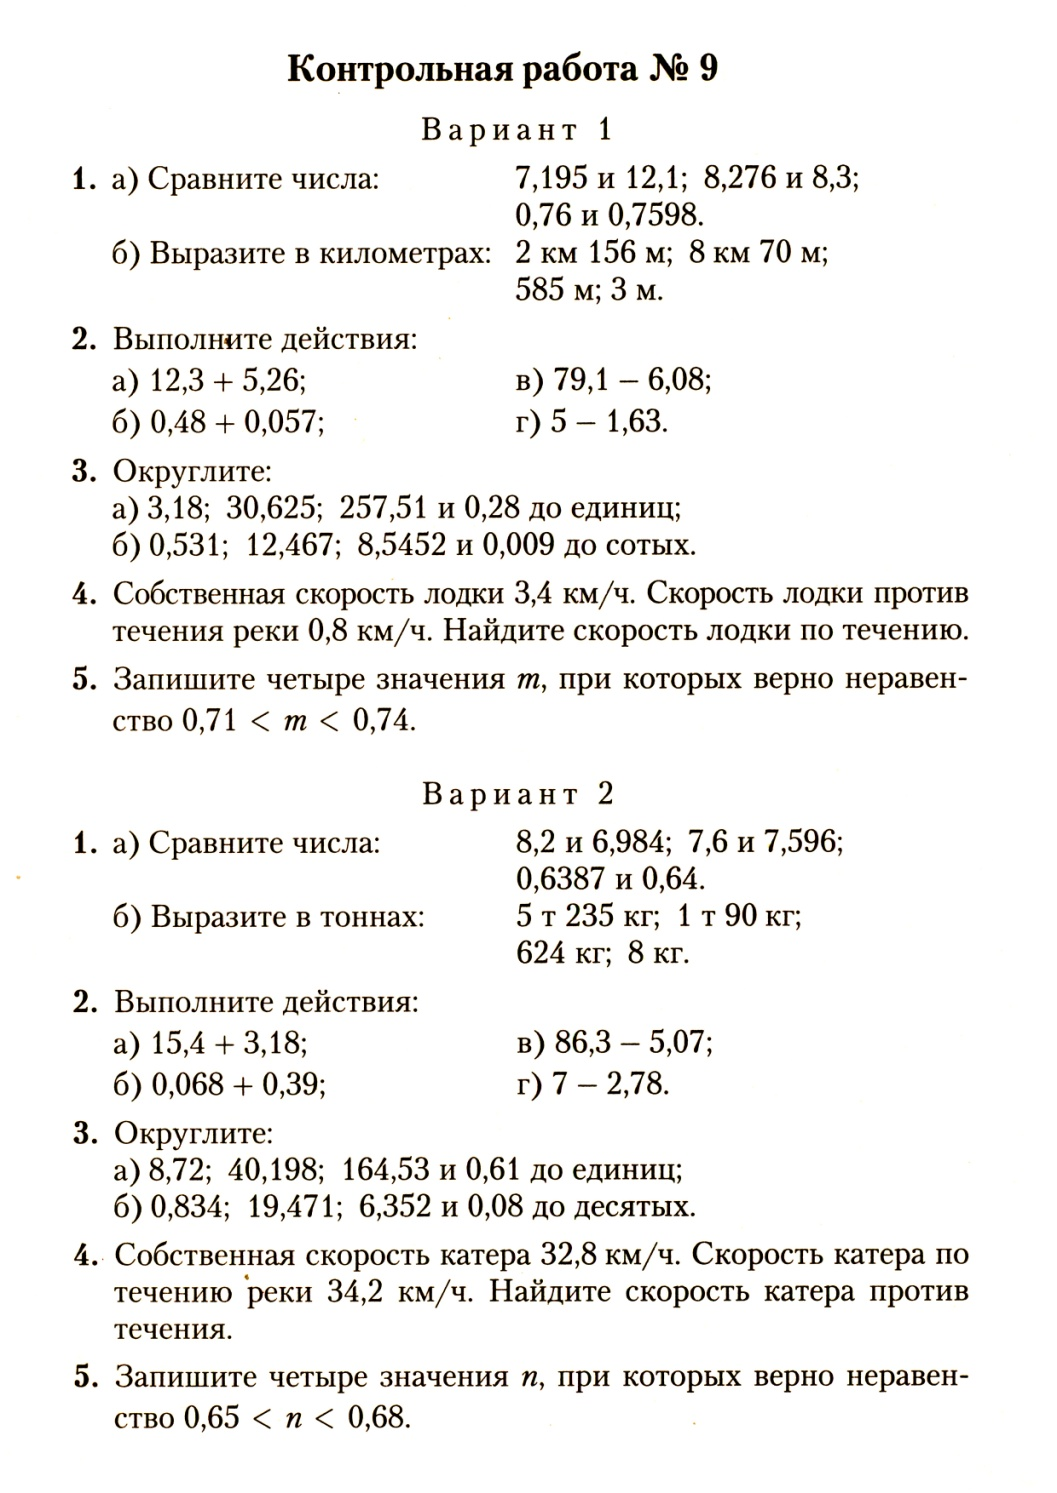 Контрольная работа № 9
Вариант 1
1. а) Сравните числа: 7,195 и 12,1; 8,276 и 8,3;
0,76 и 0,7598.
б) Выразите в километрах: 2 км 156 м; 8 км 70 м;
585 м; 3 м.
2. Выполните действия:
а) 12,3 + 5,26; в) 79,1 – 6,08;
б) 0,48 + 0,057; г) 5 – 1,63.
3. Округлите:
а) 3,18; 30,625; 257,51 и 0,28 до единиц;
б) 0,531; 12,467; 8,5452 и 0,009 до сотых.
4. Собственная скорость лодки 3,4 км/ч. Скорость лодки против
течения реки 0,8 км/ч. Найдите скорость лодки по течению.
5. Запишите четыре значения m, при которых верно неравен-
ство 0,71 < m < 0,74.
Вариант 2
1. а) Сравните числа: 8,2 и 6,984; 7,6 и 7,596;
0,6387 и 0,64.
б) Выразите в тоннах: 5 т 235 кг; 1 т 90 кг;
624 кг; 8 кг.
2. Выполните действия:
а) 15,4 + 3,18; в) 86,3 – 5,07;
б) 0,068 + 0,39; г) 7 – 2,78.
3. Округлите:
а) 8,72; 40,198; 164,53 и 0,61 до единиц;
б) 0,834; 19,471; 6,352 и 0,08 до десятых.
4. Собственная скорость катера 32,8 км/ч. Скорость катера по
течению реки 34,2 км/ч. Найдите скорость катера против
течения.
5. Запишите четыре значения n, при которых верно неравен-
ство 0,65 < n < 0,68.